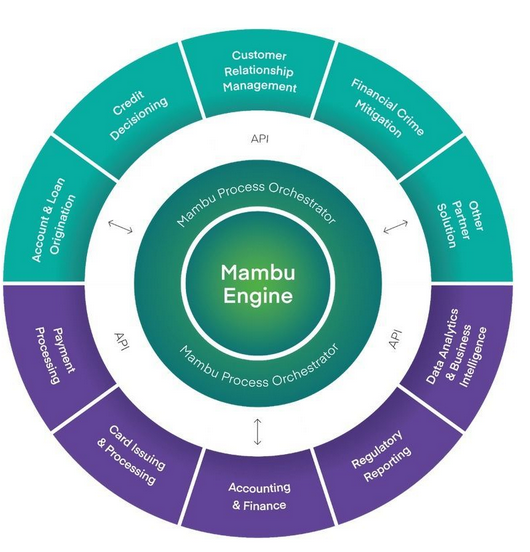 Customer
Relationship
Management
Financial Crime
Mitigation
Other
Partner
Solution
Data Analytics
& Business
Intelligence
Regulatory
Reporting
Accounting
& Finance
Card Issuing
& Processing
Payment
Processing
Account & Loan
Origination
Credit
Decisioning
API
API
API
Mambu Process Orchestrator
Mambu
Engine
Mambu Process Orchestrator